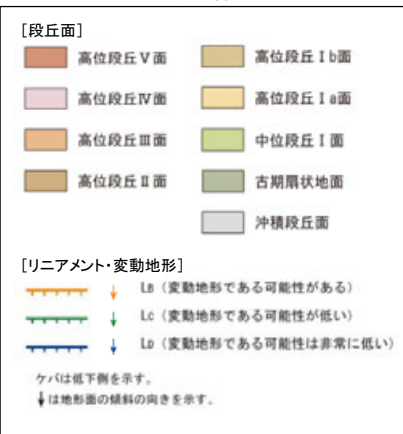 [段丘面]
高位段丘Ⅴ面 高位段丘Ⅰb面
高位段丘Ⅳ面 高位段丘Ⅰa面
高位段丘Ⅲ面 中位段丘Ⅰ面
高位段丘Ⅱ面 古期扇状地面
沖積段丘面
[リニアメント・変動地形]
LB（変動地形である可能性がある）
LC（変動地形である可能性が低い）
LD（変動地形である可能性は非常に低い）
ケバは低下側を示す。
↓は地形面の傾斜の向きを示す。